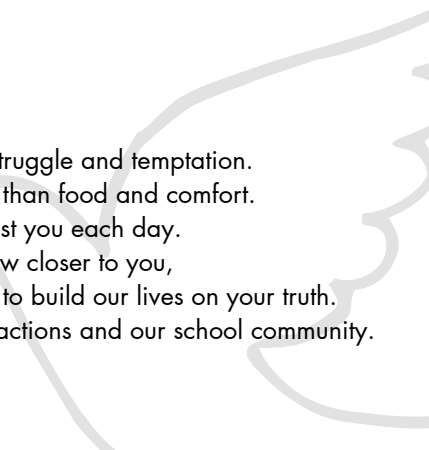 truggle and temptation.
than food and comfort.
st you each day.
w closer to you,
to build our lives on your truth.
actions and our school community.